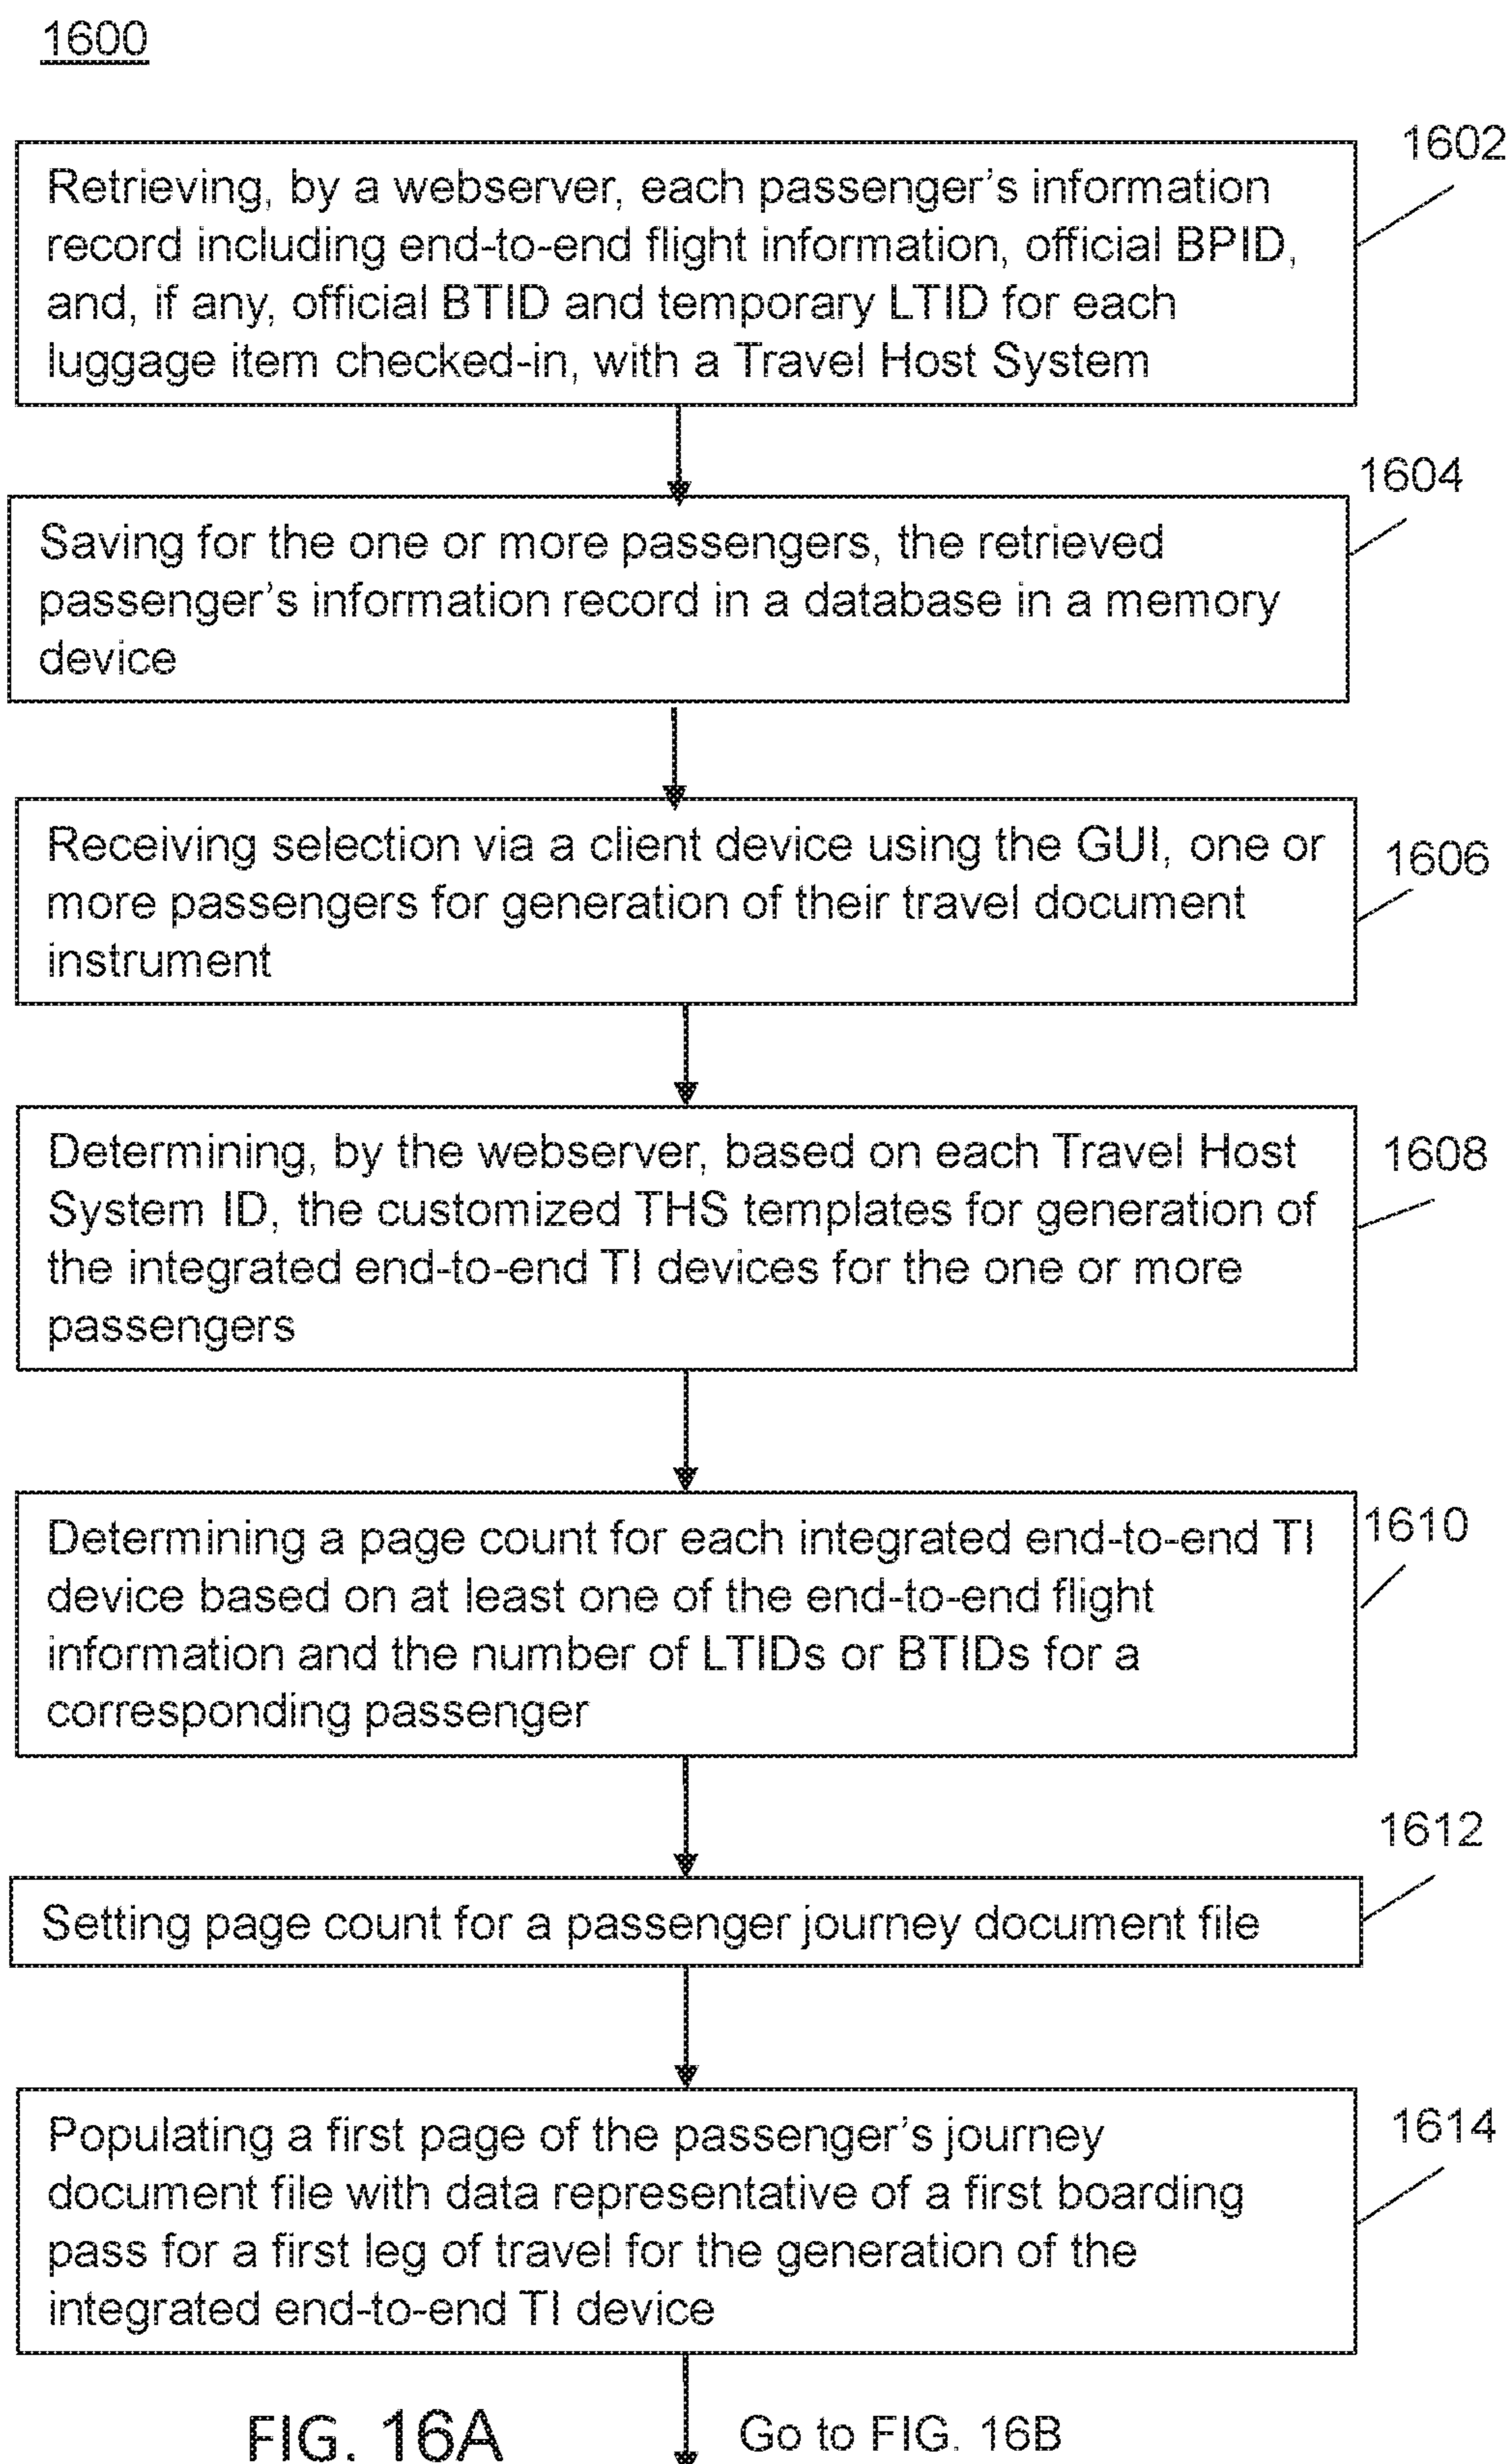 1600
1602
Retrieving, by a webserver, each passenger's information
record including end-to-end flight information, official BPID,
and, if any, official BTID and temporary LTID for each
luggage item checked-in, with a Travel Host System
1604
Saving for the one or more passengers, the retrieved
passenger's information record in a database in a memory
device
1606
Receiving selection via a client device using the GUI, one or
more passengers for generation of their travel document
instrument
1608
Determining, by the webserver, based on each Travel Host
System ID, the customized THS templates for generation of
the integrated end-to-end TI devices for the one or more
passengers
1610
Determining a page count for each integrated end-to-end TI
device based on at least one of the end-to-end flight
information and the number of LTIDs or BTIDs for a
corresponding passenger
1612
Setting page count for a passenger journey document file
1614
Populating a first page of the passenger's journey
document file with data representative of a first boarding
pass for a first leg of travel for the generation of the
integrated end-to-end TI device
FIG. 16A
Go to FIG. 16B